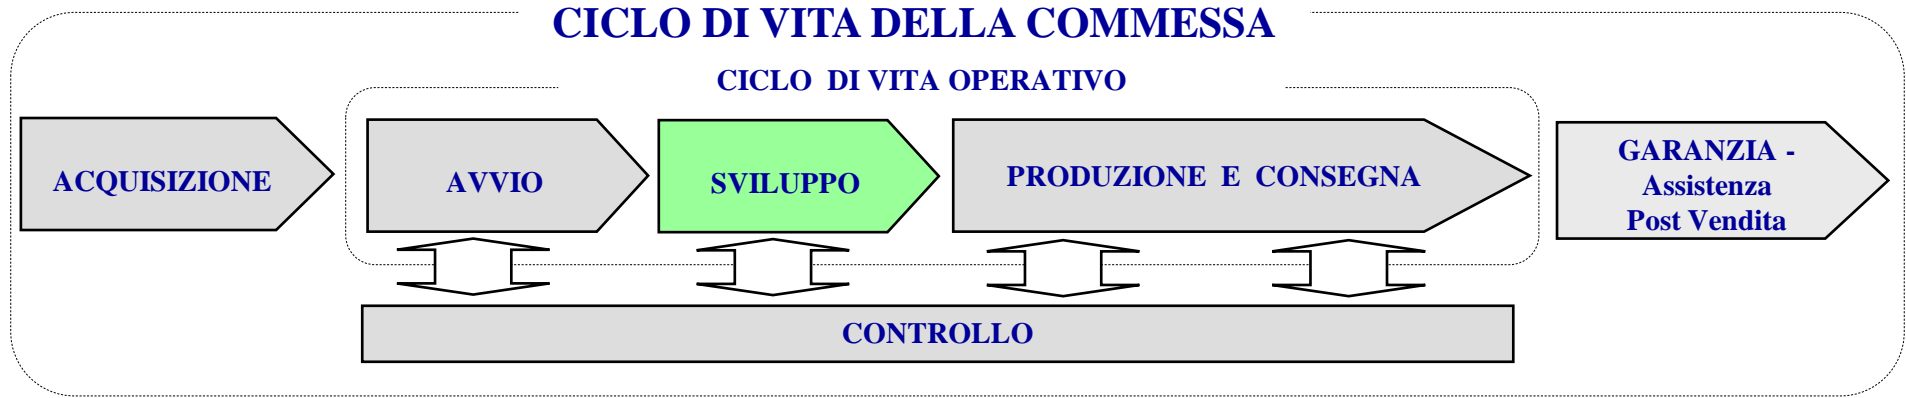 CICLO DI VITA DELLA COMMESSA
CICLO DI VITA OPERATIVO
ACQUISIZIONE
AVVIO
SVILUPPO
PRODUZIONE E CONSEGNA
GARANZIA -
Assistenza
Post Vendita
CONTROLLO